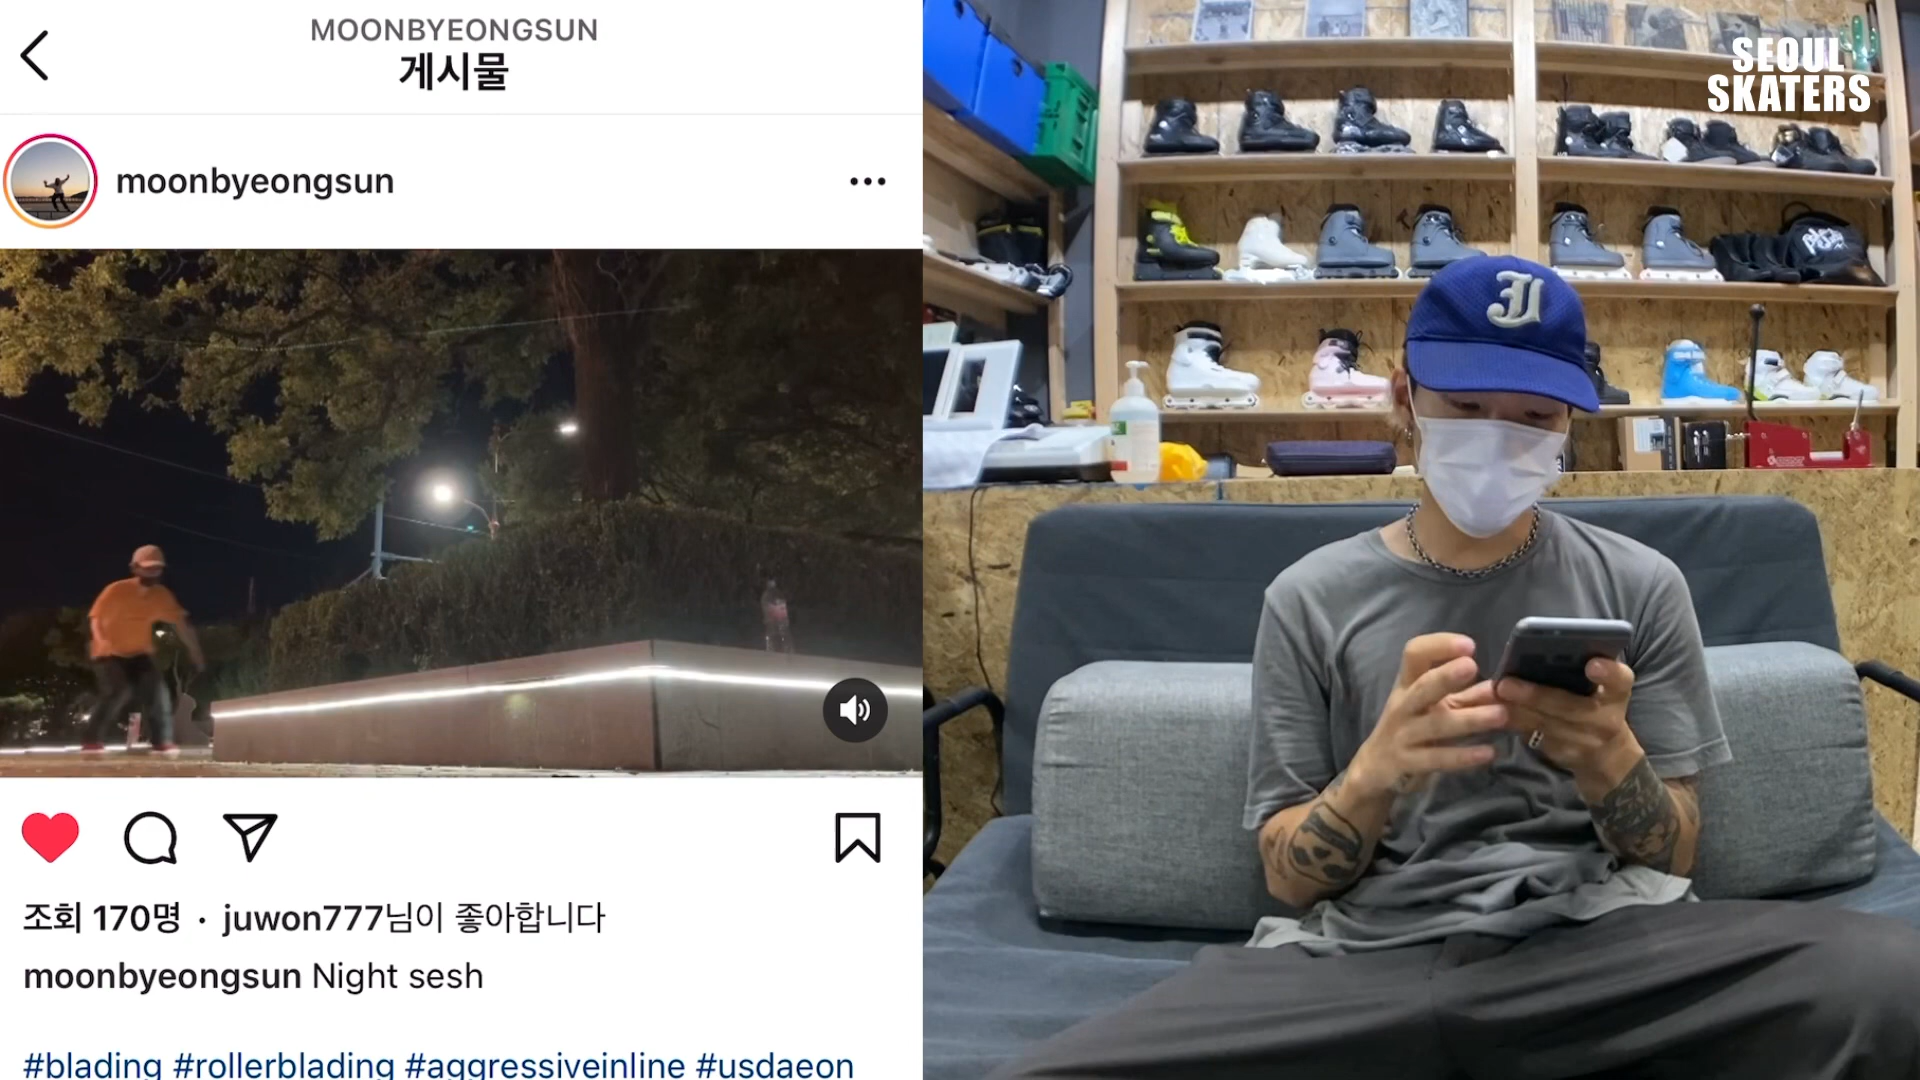 MOONBYEONGSUN
게시물
moonbyeongsun
조회 170명 · juwon777님이 좋아합니다
moonbyeongsun Night sesh
#blading #rollerblading #aggressiveinline #usdaeon
SEOUL
SKATERS